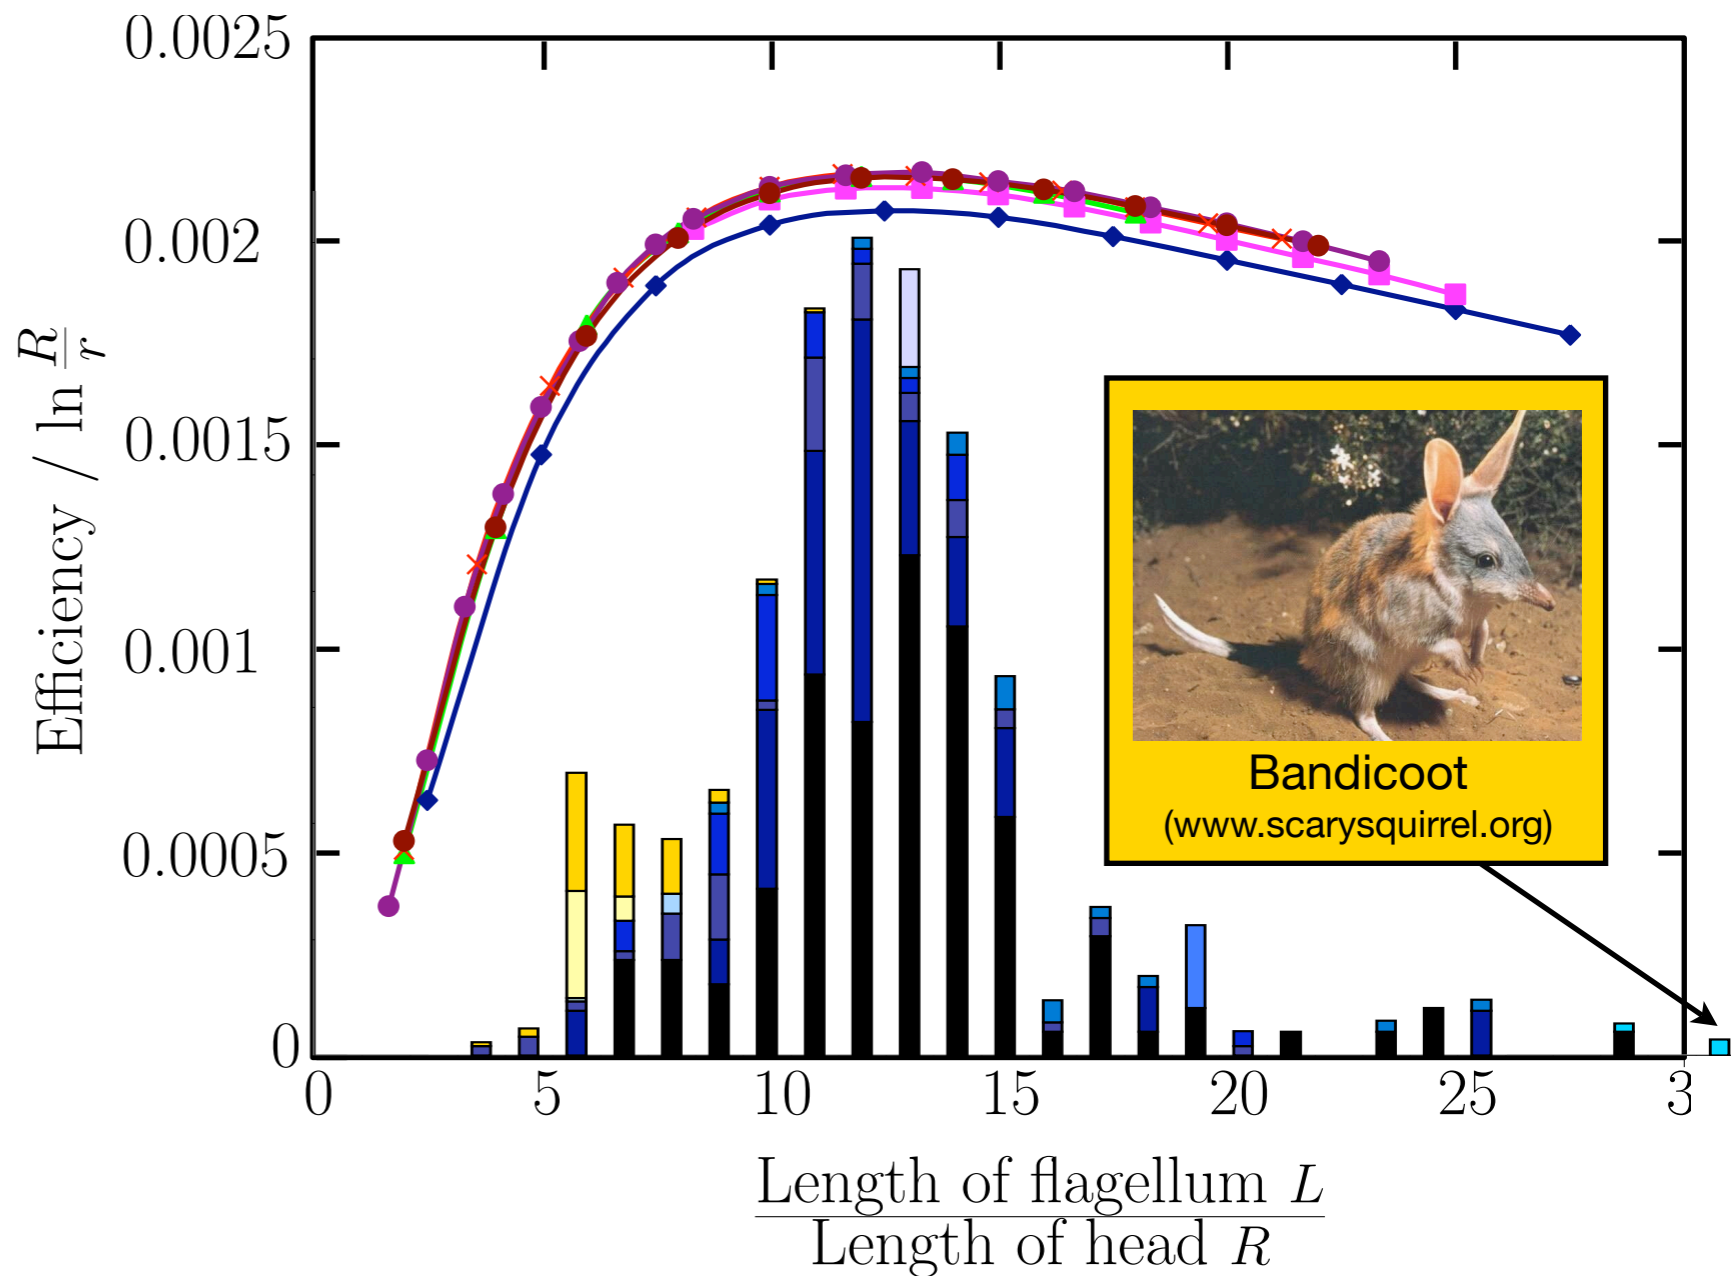 0.0025
0.002
0.0015
0.001
0.0005
0
Efficiency / ln R/r
0 5 10 15 20 25 3
Length of flagellum L
Length of head R
Bandicoot
(www.scarysquirrel.org)